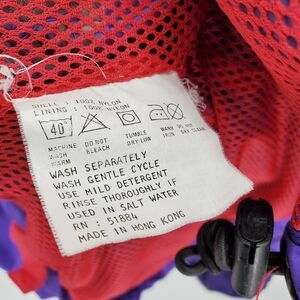 SHELL : 100% NYLON
LINING : 100% NYLON
40°
MACHINE WASH WARM
DO NOT BLEACH
TUMBLE DRY LOW
WARM IRON
DO NOT DRY CLEAN
WASH SEPARATELY
WASH GENTLE CYCLE
USE MILD DETERGENT
RINSE THOROUGHLY IF
USED IN SALT WATER
RN : 51884
MADE IN HONG KONG